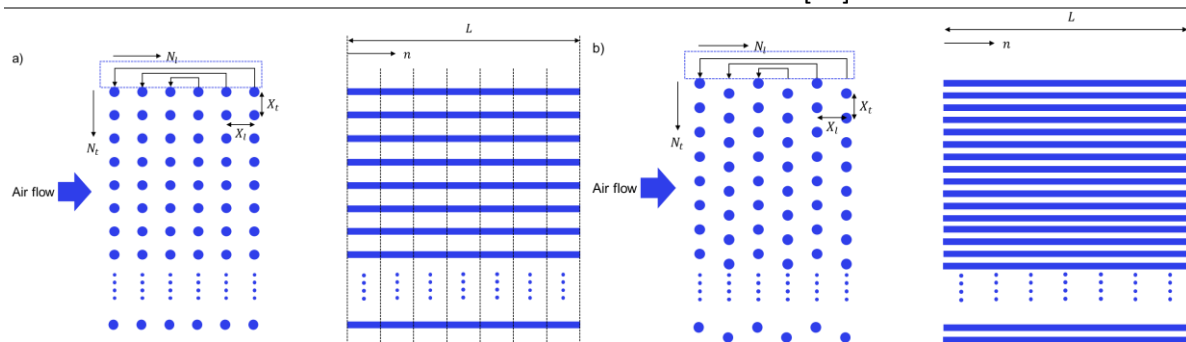 a)
N_l
X_t
X_l
N_t
Air flow
L
n
b)
N_l
X_t
X_l
N_t
Air flow
L
n